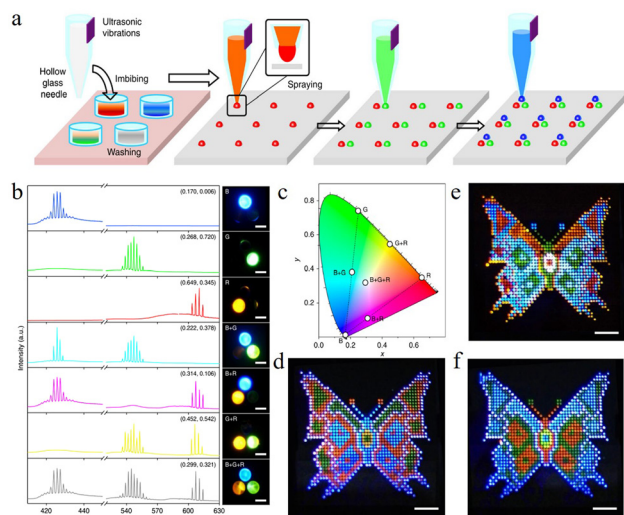 a
Ultrasonic
vibrations
Hollow
glass
needle
Imbibing
Washing
Spraying
b
Intensity (a.u.)
(0.170, 0.006)
B
(0.268, 0.720)
G
(0.649, 0.345)
R
(0.222, 0.378)
B+G
(0.314, 0.106)
B+R
(0.452, 0.542)
G+R
(0.299, 0.321)
B+G+R
420
440
540
570
600
630
c
y
0.8
0.6
0.4
0.2
0.0
0.2
0.4
0.6
x
G
G+R
B+G
B+G+R
R
B+R
B
d
e
f